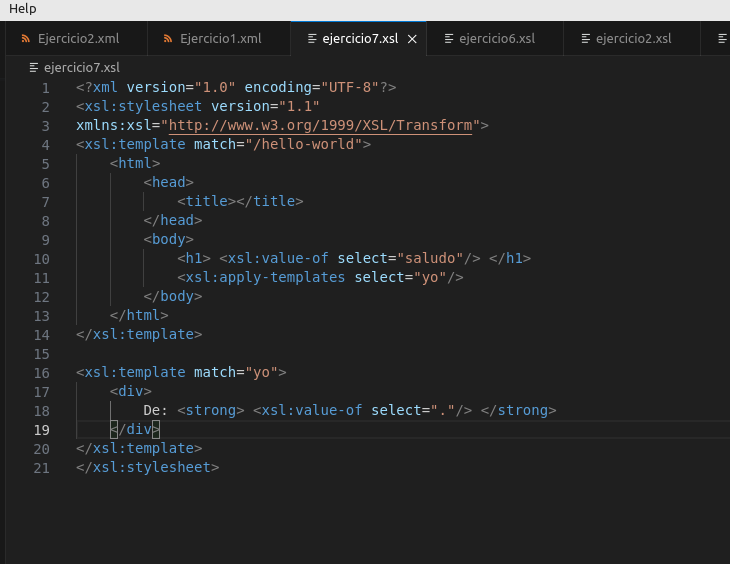 Help
Ejercicio2.xml Ejercicio1.xml ejercicio7.xsl ejercicio6.xsl ejercicio2.xsl
ejercicio7.xsl
1 <?xml version="1.0" encoding="UTF-8"?>
2 <xsl:stylesheet version="1.1"
3 xmlns:xsl="http://www.w3.org/1999/XSL/Transform">
4 <xsl:template match="/hello-world">
5 <html>
6 <head>
7 <title></title>
8 </head>
9 <body>
10 <h1> <xsl:value-of select="saludo"/> </h1>
11 <xsl:apply-templates select="yo"/>
12 </body>
13 </html>
14 </xsl:template>
15
16 <xsl:template match="yo">
17 <div>
18 De: <strong> <xsl:value-of select="."/> </strong>
19 </div>
20 </xsl:template>
21 </xsl:stylesheet>